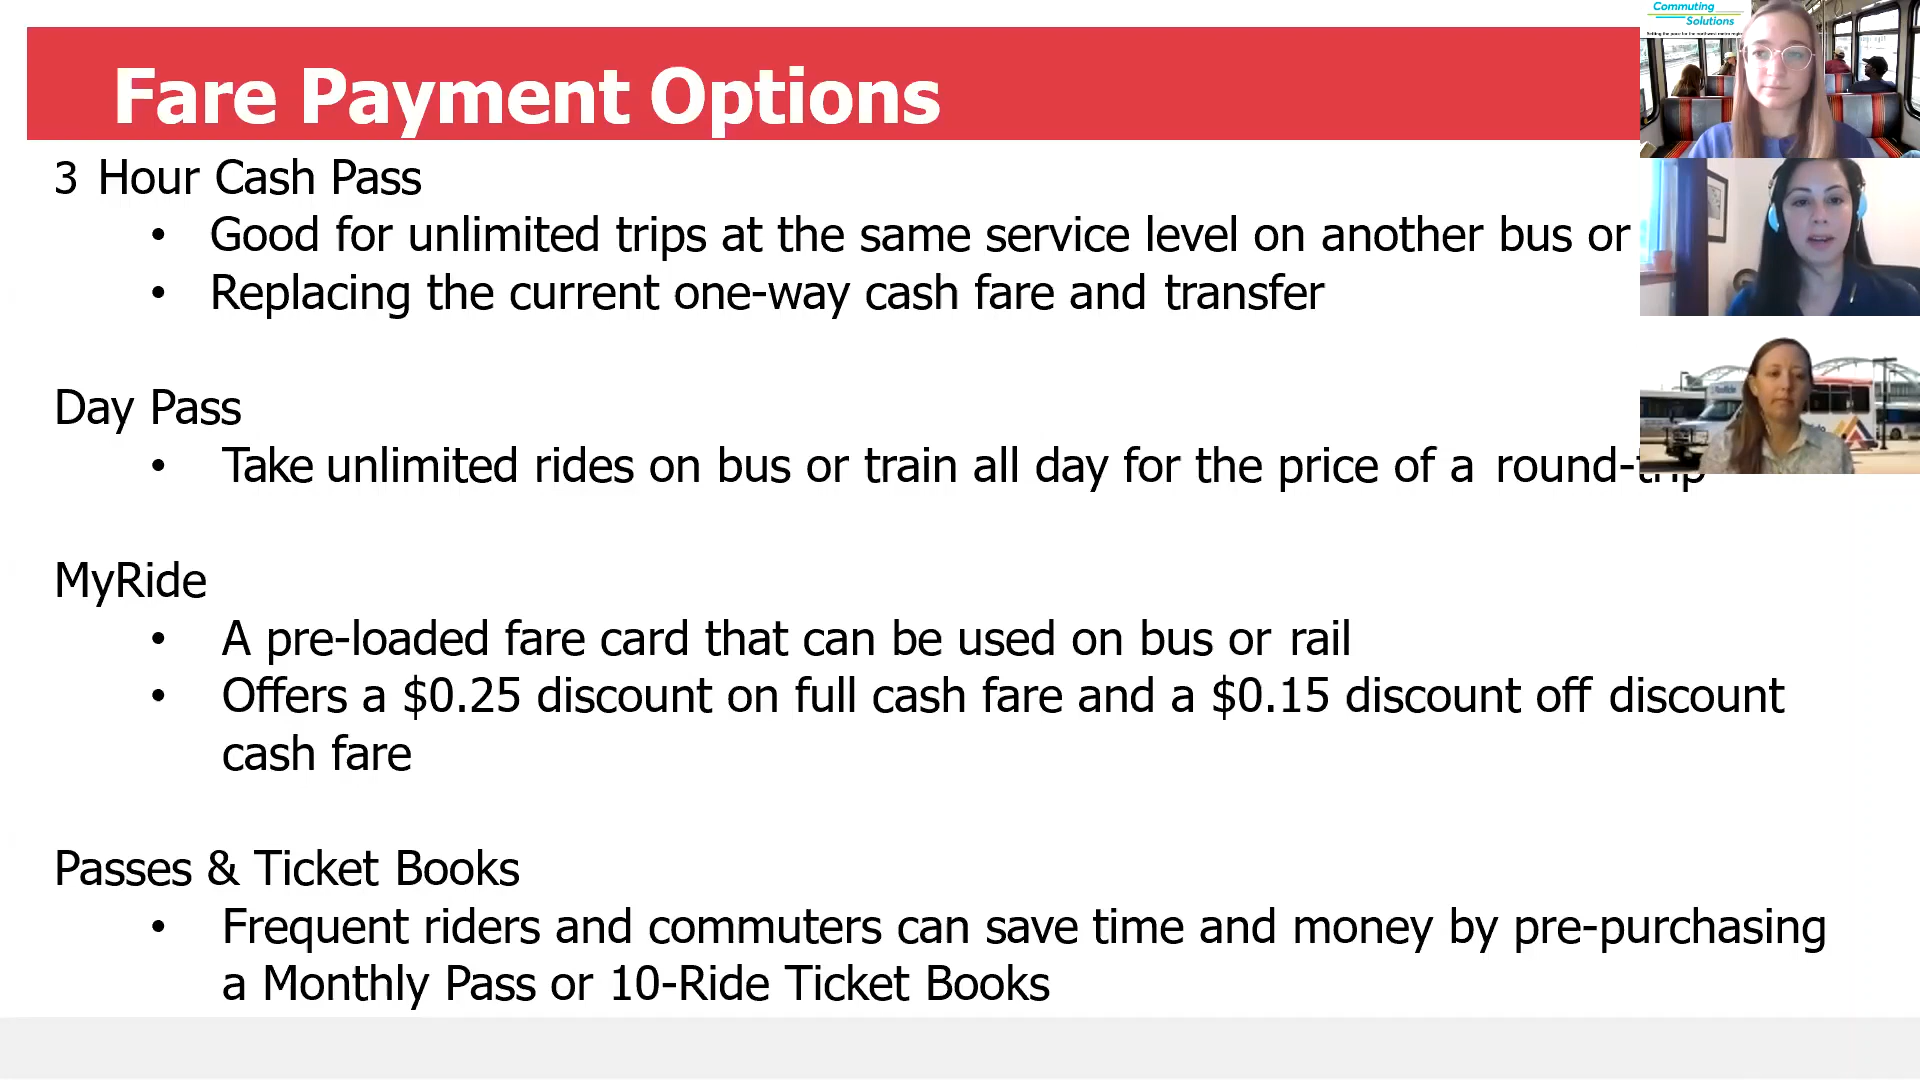 Fare Payment Options
3 Hour Cash Pass
• Good for unlimited trips at the same service level on another bus or
• Replacing the current one-way cash fare and transfer
Day Pass
• Take unlimited rides on bus or train all day for the price of a round-trip
MyRide
• A pre-loaded fare card that can be used on bus or rail
• Offers a $0.25 discount on full cash fare and a $0.15 discount off discount
cash fare
Passes & Ticket Books
• Frequent riders and commuters can save time and money by pre-purchasing
a Monthly Pass or 10-Ride Ticket Books
Commuting
Solutions